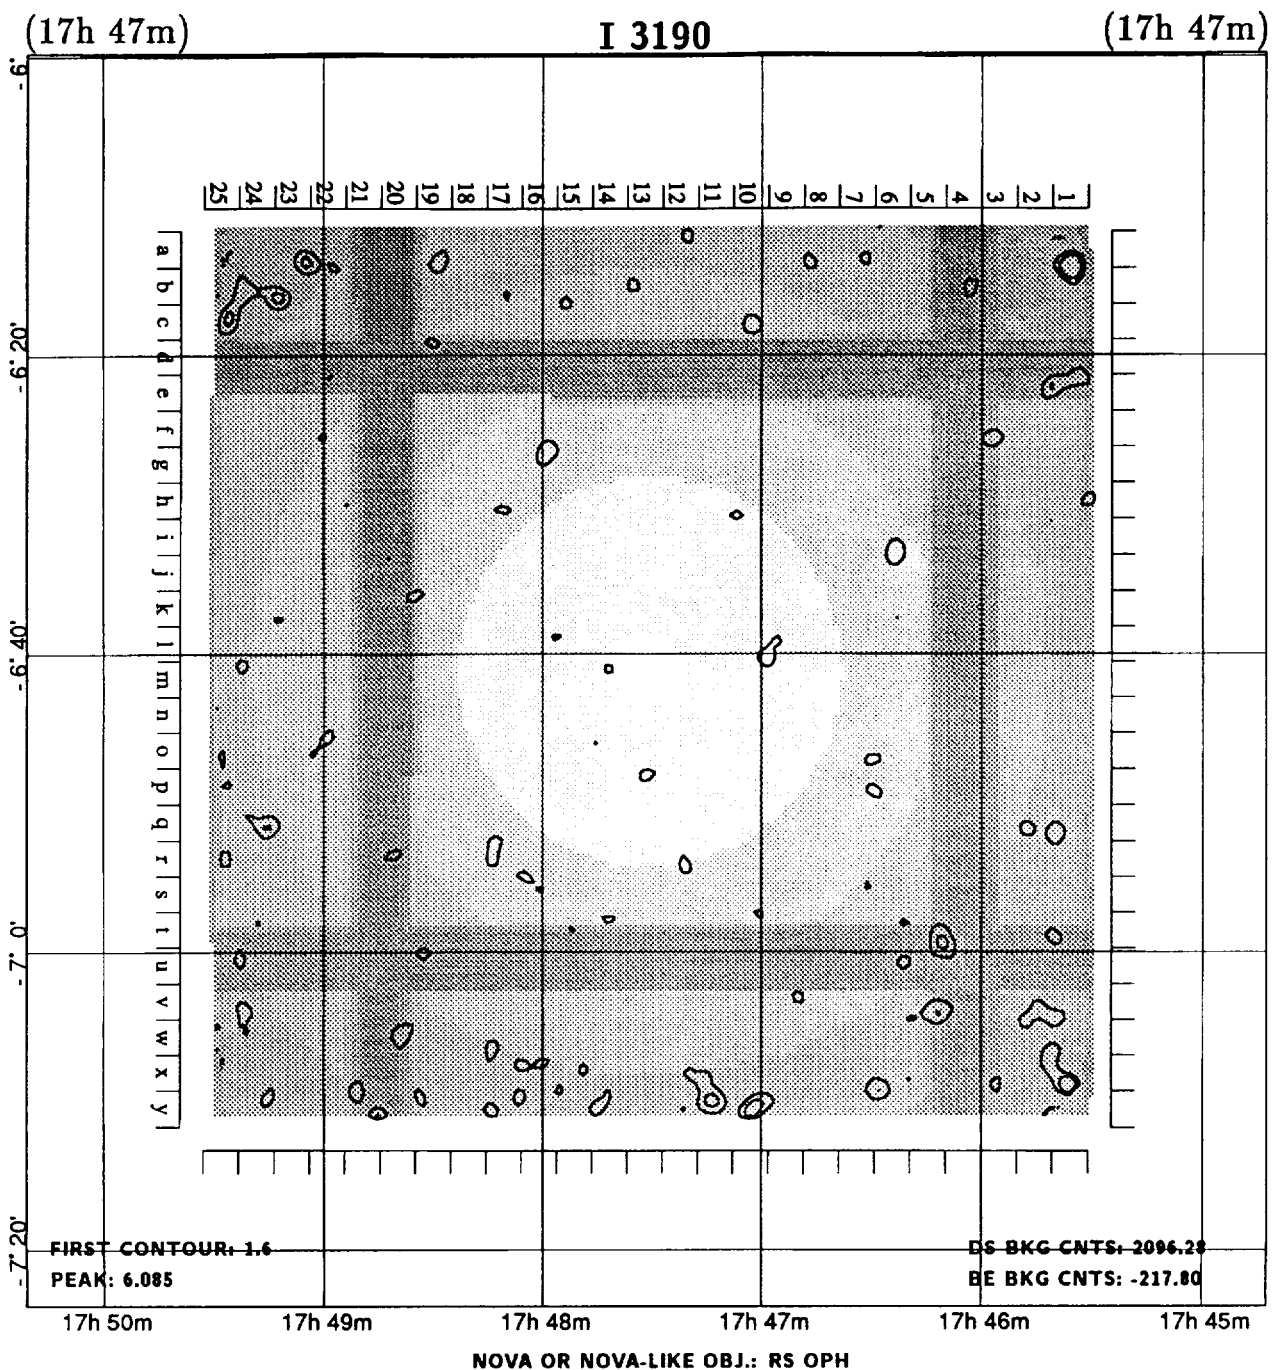 (17h 47m)
I 3190
(17h 47m)
-6°
25 24 23 22 21 20 19 18 17 16 15 14 13 12 11 10 9 8 7 6 5 4 3 2 1
a
b
c
-6° 20'
d
e
f
g
h
i
j
k
-6° 40'
l
m
n
o
p
q
r
s
-7° 0'
t
u
v
w
x
y
-7° 20'
FIRST CONTOUR: 1.6
DS BKG CNTS: 2096.28
PEAK: 6.085
BE BKG CNTS: -217.80
17h 50m 17h 49m 17h 48m 17h 47m 17h 46m 17h 45m
NOVA OR NOVA-LIKE OBJ.: RS OPH